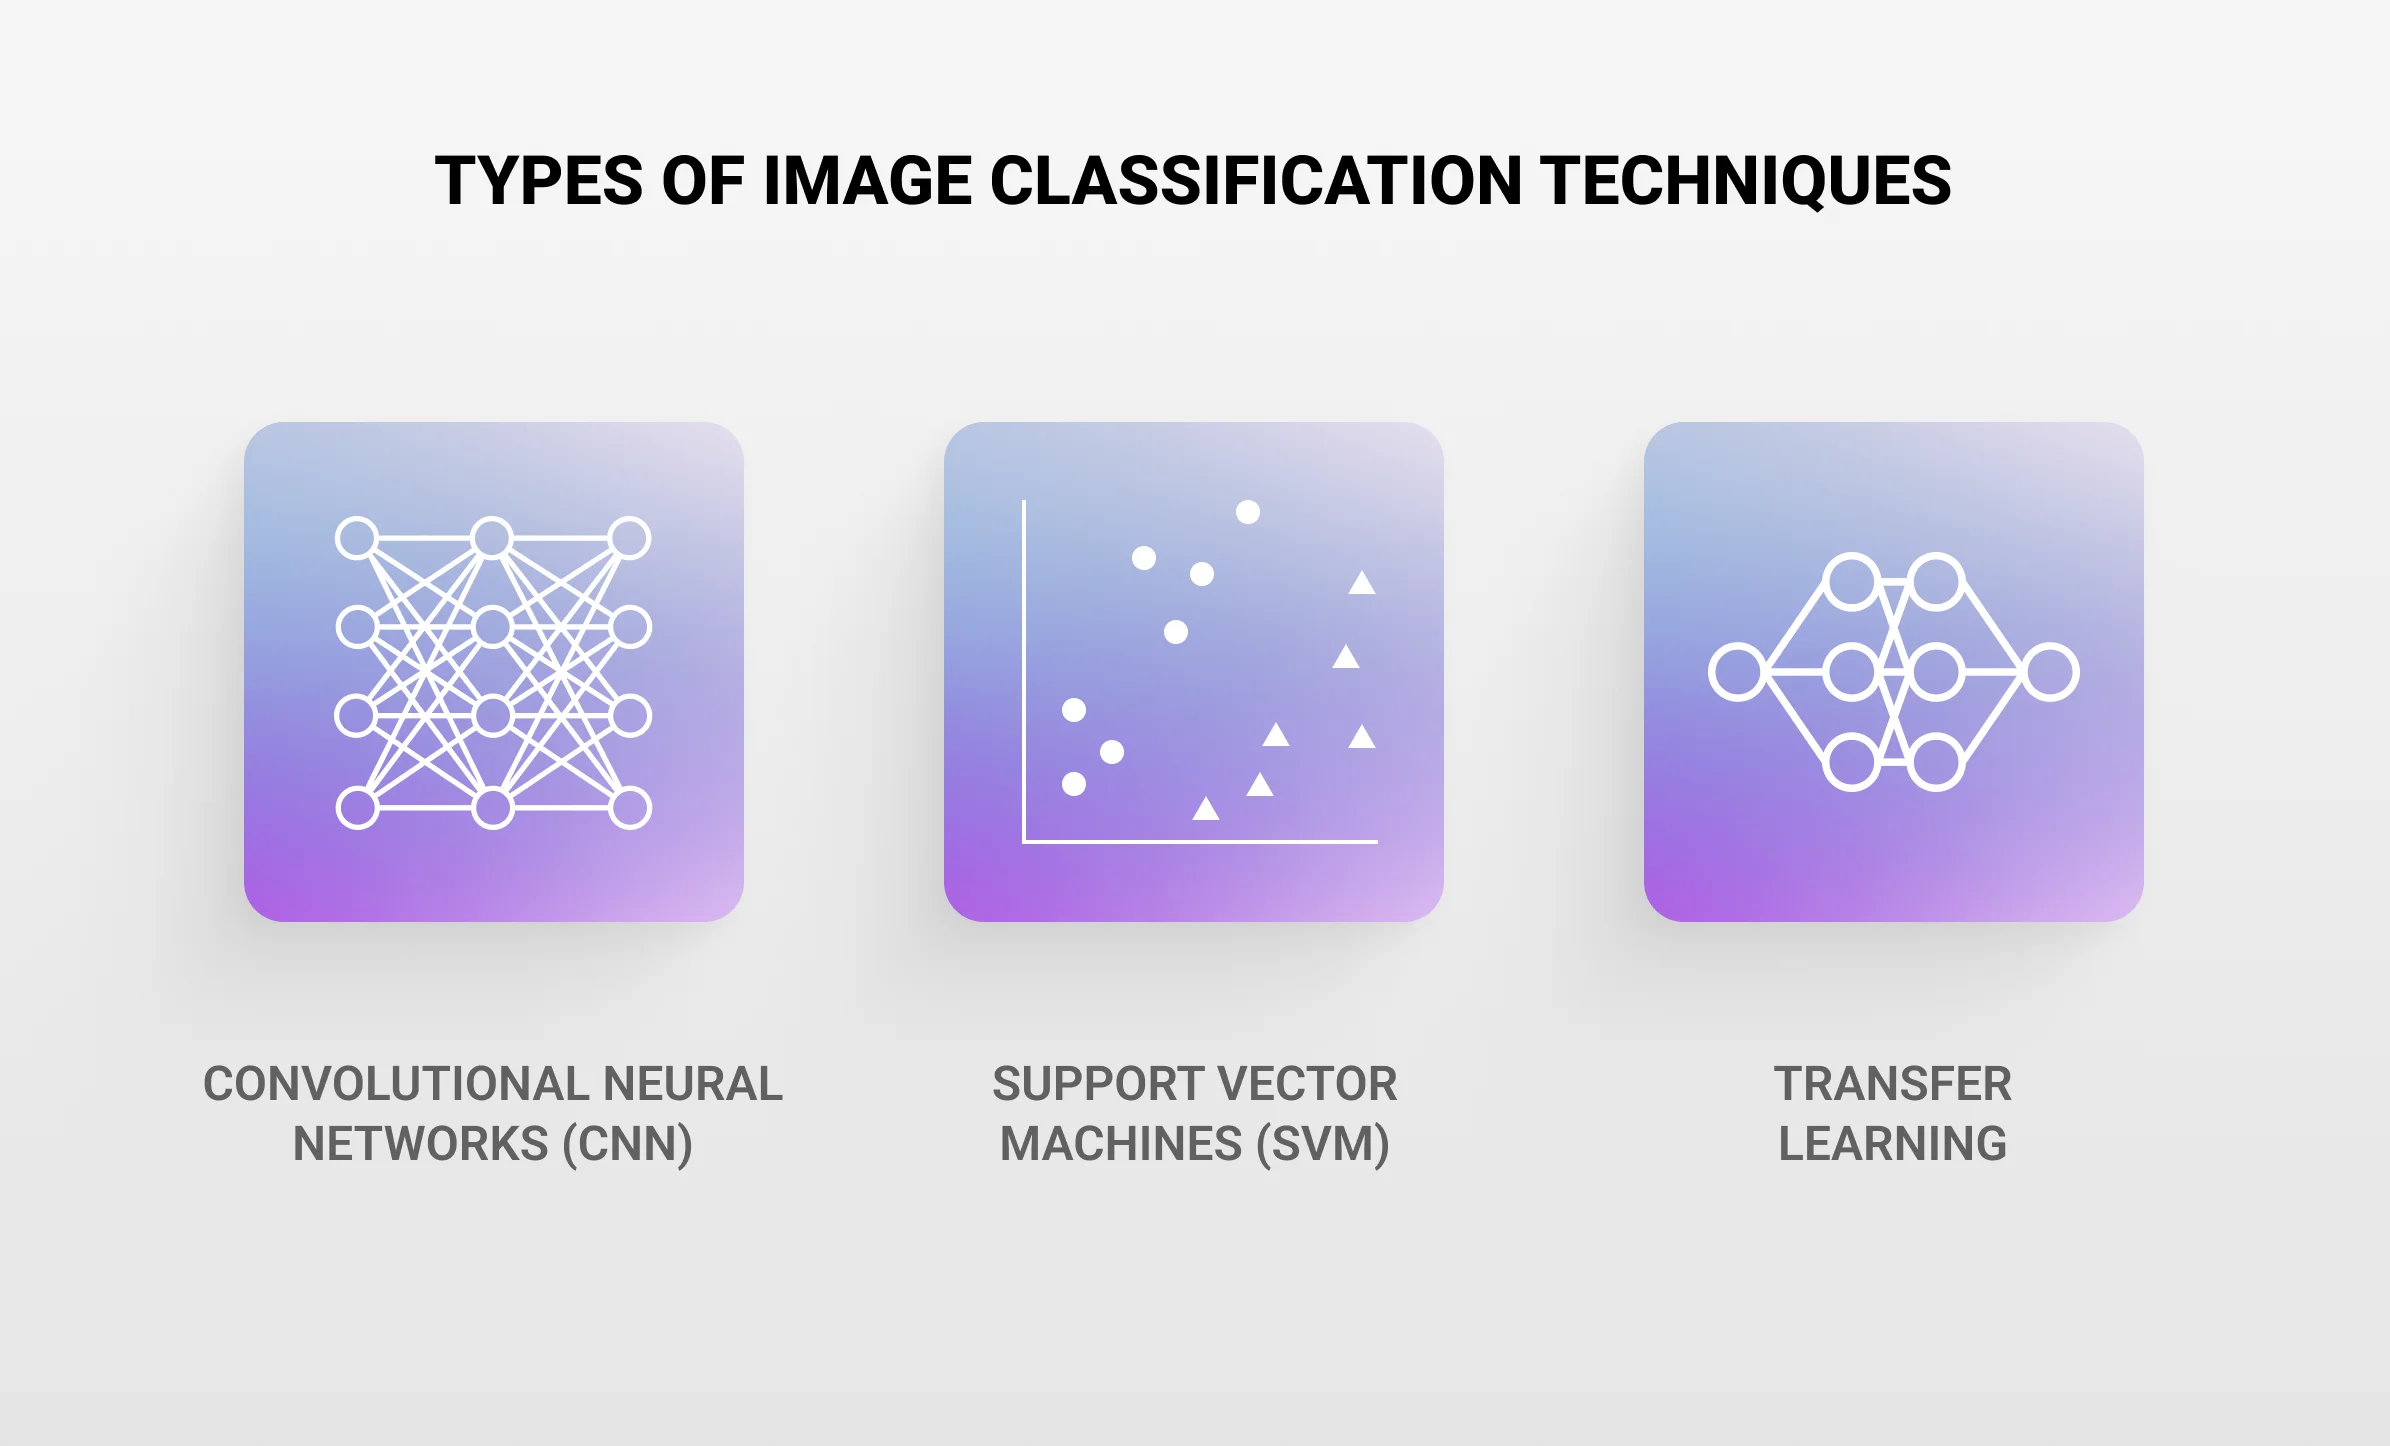 TYPES OF IMAGE CLASSIFICATION TECHNIQUES
CONVOLUTIONAL NEURAL
NETWORKS (CNN)
SUPPORT VECTOR
MACHINES (SVM)
TRANSFER
LEARNING